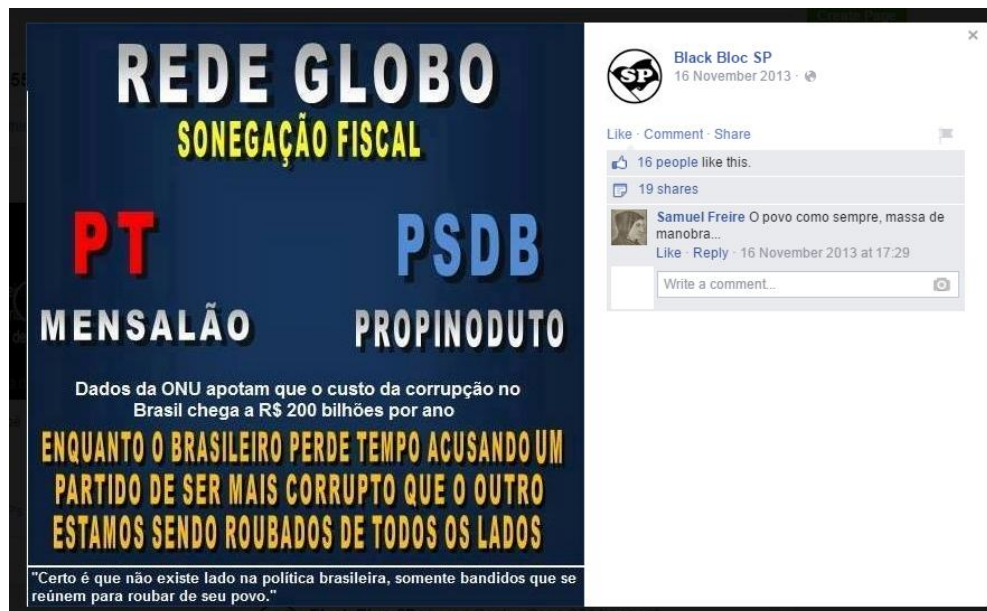 REDE GLOBO
SONEGAÇÃO FISCAL
PT
PSDB
MENSALÃO
PROPINODUTO
Dados da ONU apotam que o custo da corrupção no
Brasil chega a R$ 200 bilhões por ano
ENQUANTO O BRASILEIRO PERDE TEMPO ACUSANDO UM
PARTIDO DE SER MAIS CORRUPTO QUE O OUTRO
ESTAMOS SENDO ROUBADOS DE TODOS OS LADOS
"Certo é que não existe lado na política brasileira, somente bandidos que se
reúnem para roubar de seu povo."
Create Page
SP
Black Bloc SP
16 November 2013 ·
Like · Comment · Share
16 people like this.
19 shares
Samuel Freire O povo como sempre, massa de
manobra...
Like · Reply · 16 November 2013 at 17:29
Write a comment...